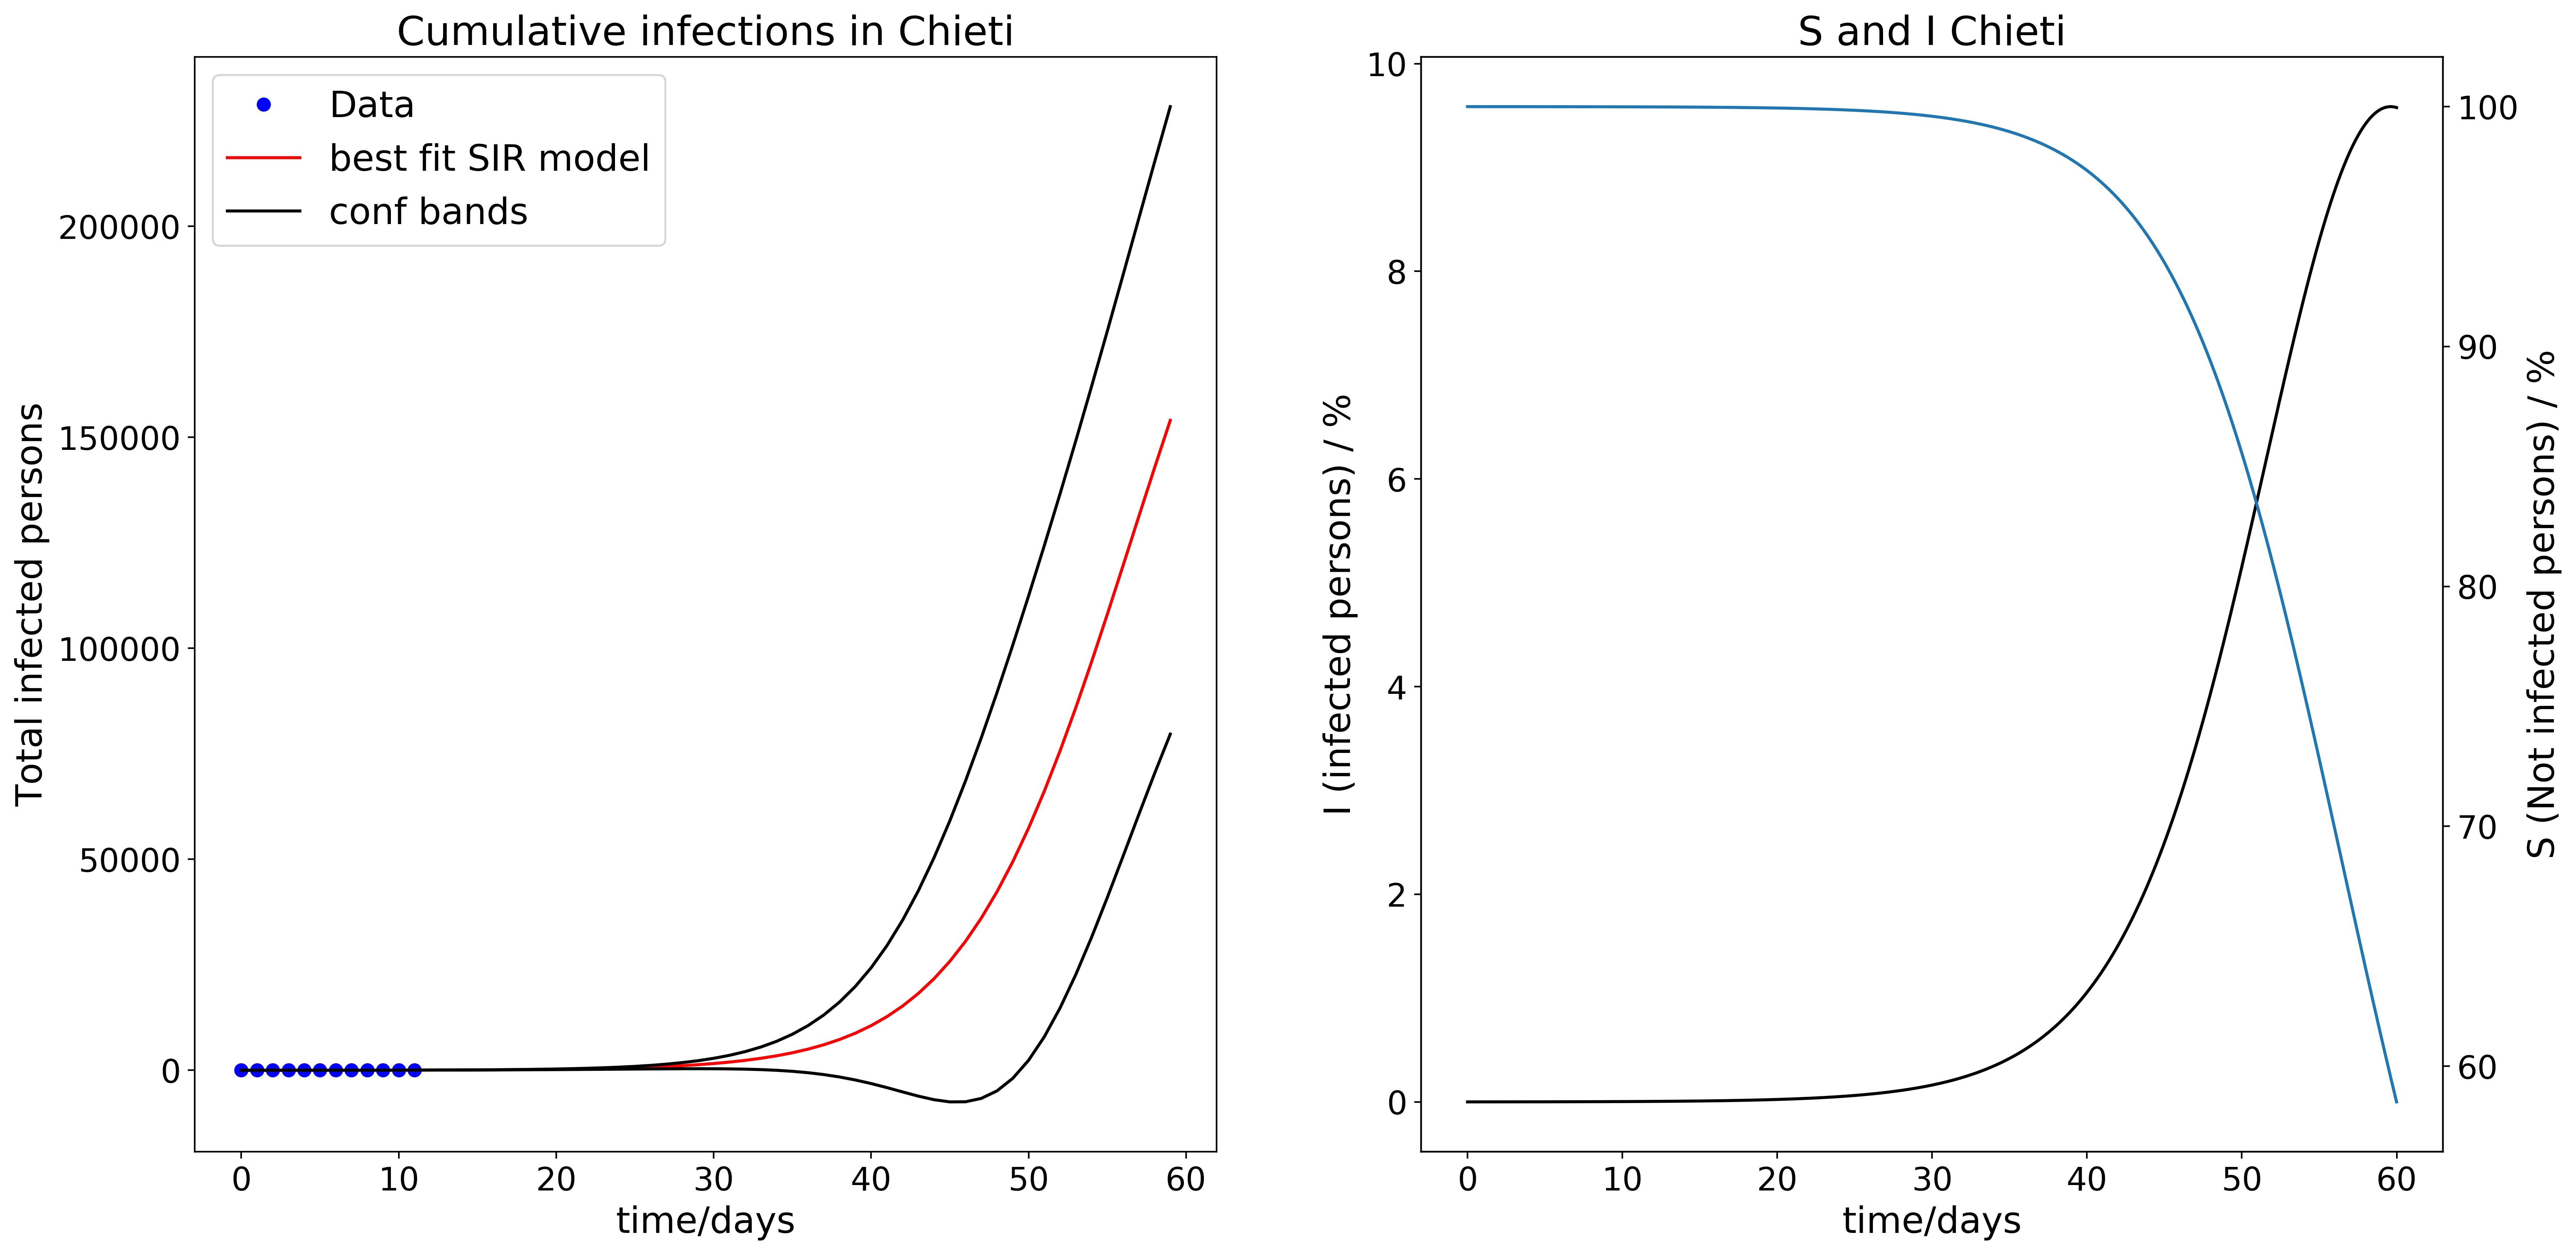 Cumulative infections in Chieti
Data
best fit SIR model
conf bands
Total infected persons
200000
150000
100000
50000
0
0 10 20 30 40 50 60
time/days
S and I Chieti
I (infected persons) / %
10
8
6
4
2
0
0 10 20 30 40 50 60
time/days
100
90
80
70
60
S (Not infected persons) / %